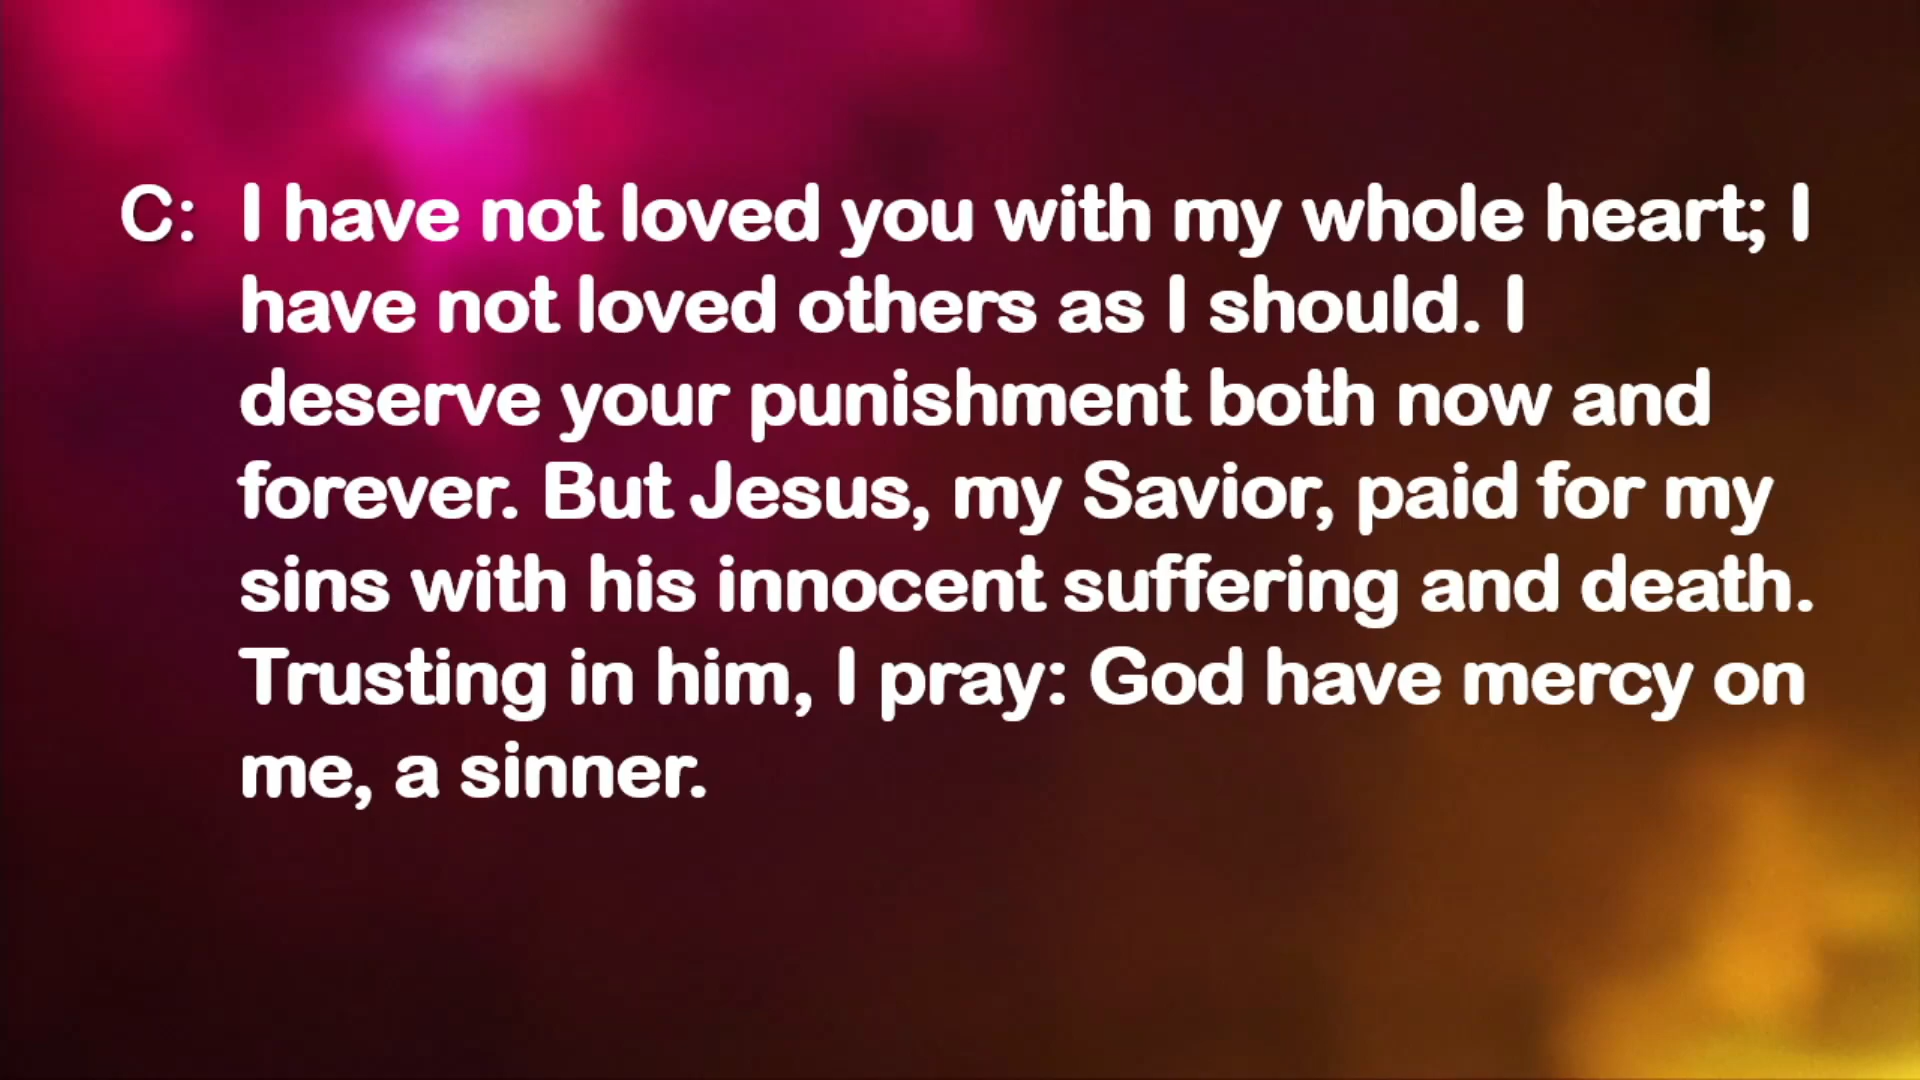 C: I have not loved you with my whole heart; I
have not loved others as I should. I
deserve your punishment both now and
forever. But Jesus, my Savior, paid for my
sins with his innocent suffering and death.
Trusting in him, I pray: God have mercy on
me, a sinner.